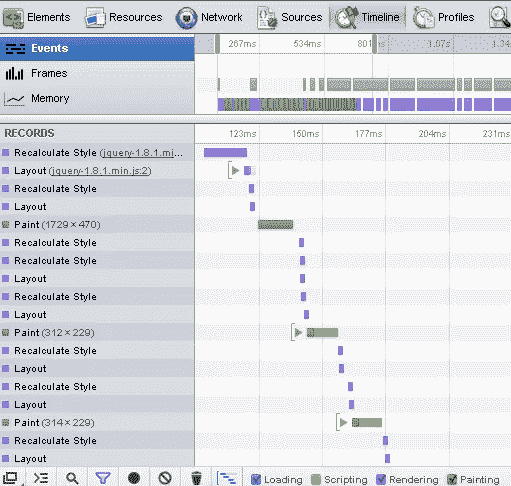 Elements Resources Network Sources Timeline Profiles
Events
267ms 534ms 801 1.07s 1.34
Frames
Memory
RECORDS
123ms 150ms 177ms 204ms 231ms
Recalculate Style (jquery-1.8.1.mi...
Layout (jquery-1.8.1.min.js:2)
Recalculate Style
Layout
Paint (1729 × 470)
Recalculate Style
Recalculate Style
Layout
Recalculate Style
Layout
Paint (312 × 229)
Recalculate Style
Layout
Recalculate Style
Layout
Paint (314 × 229)
Recalculate Style
Layout
Loading Scripting Rendering Painting